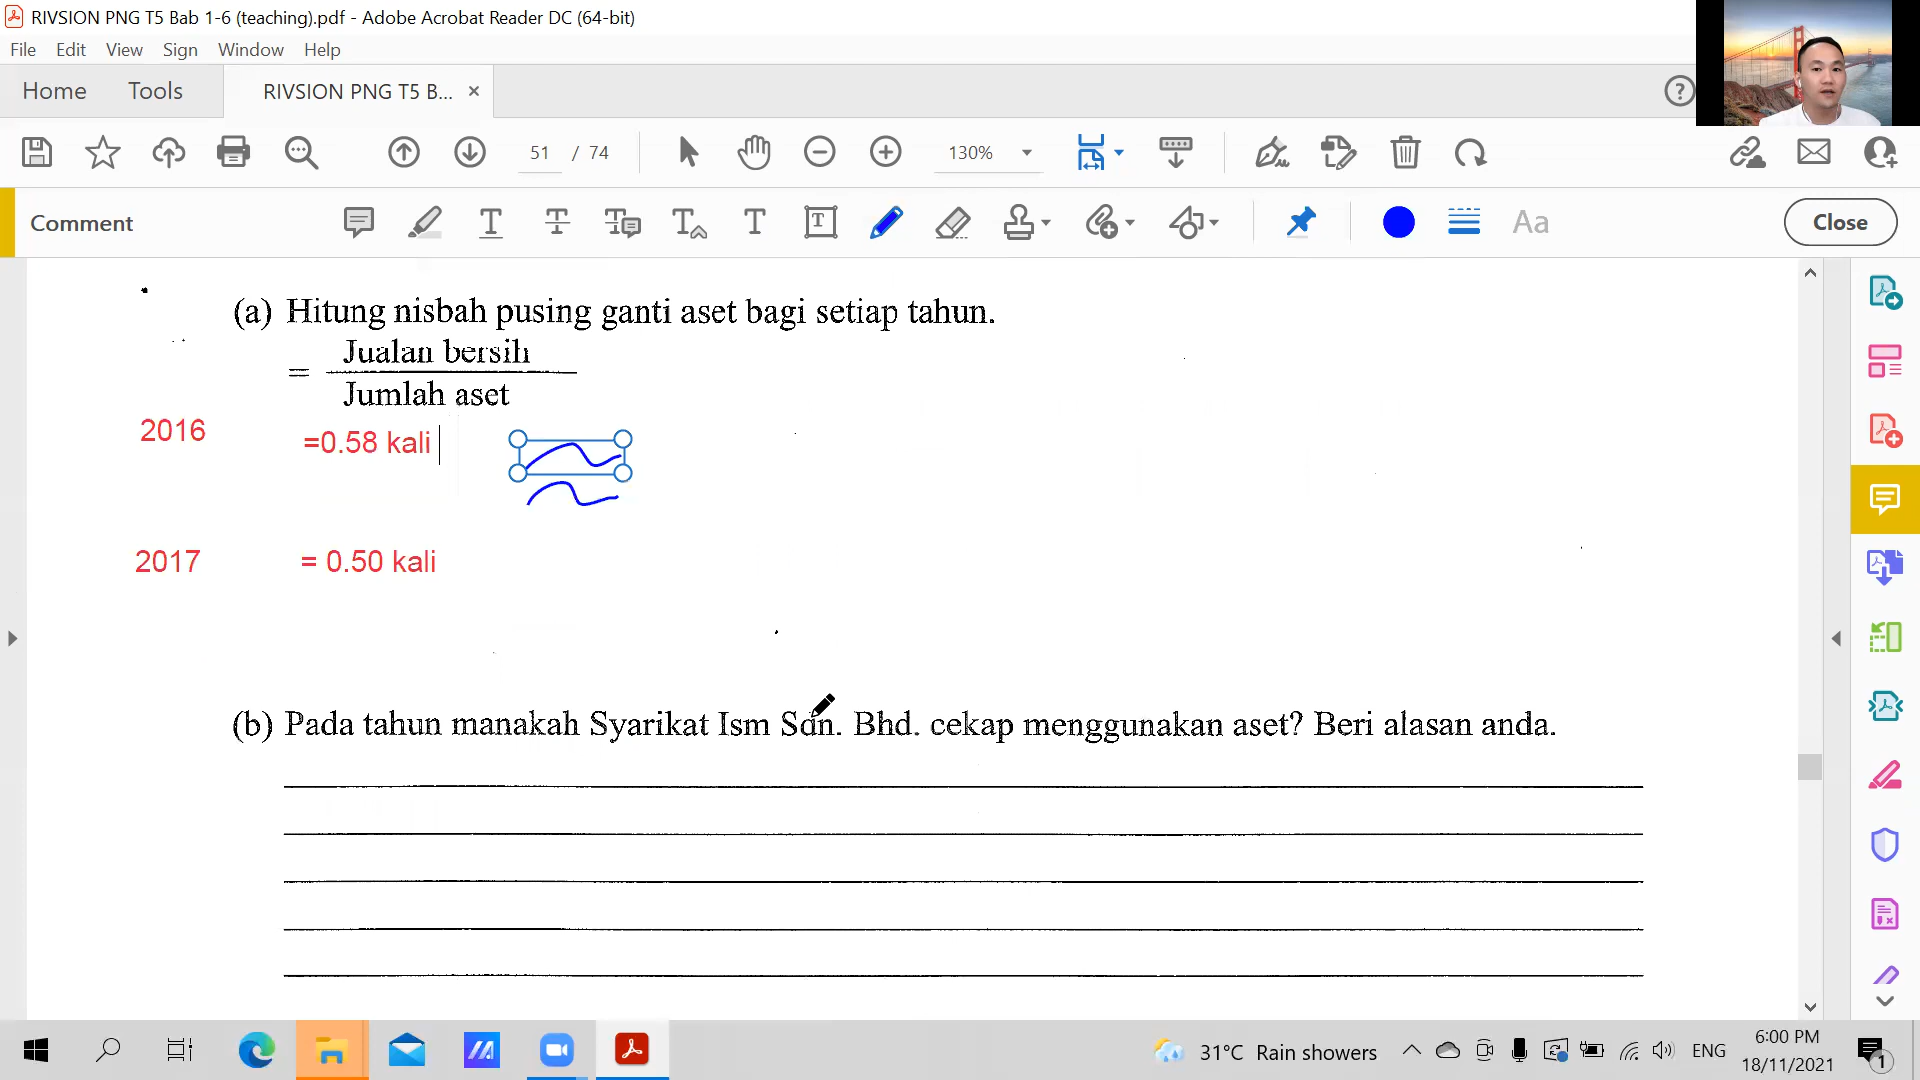 RIVSION PNG T5 Bab 1-6 (teaching).pdf - Adobe Acrobat Reader DC (64-bit)
File Edit View Sign Window Help
Home Tools RIVSION PNG T5 B... ×
51 / 74 130%
Comment Aa Close
(a) Hitung nisbah pusing ganti aset bagi setiap tahun.
= Jualan bersih
Jumlah aset
2016 =0.58 kali
2017 = 0.50 kali
(b) Pada tahun manakah Syarikat Ism Sdn. Bhd. cekap menggunakan aset? Beri alasan anda.
31°C Rain showers ENG
6:00 PM
18/11/2021
1